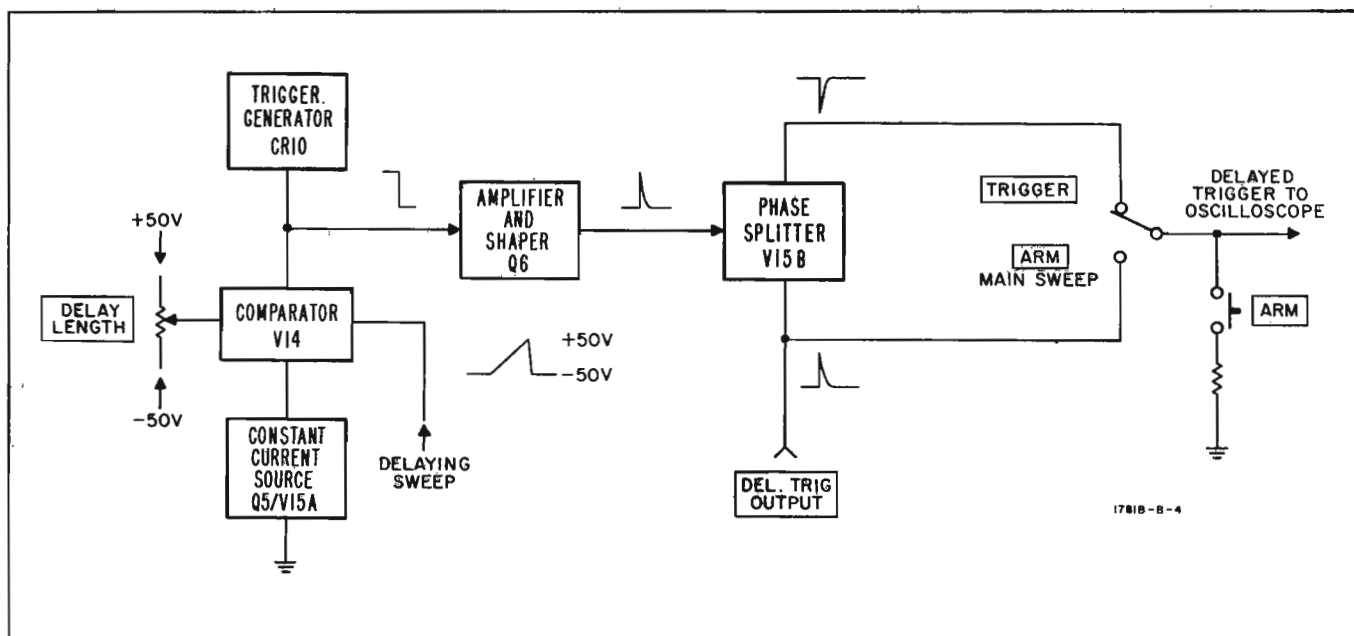 TRIGGER.
GENERATOR
CR10
+50V
DELAY
LENGTH
-50V
COMPARATOR
V14
CONSTANT
CURRENT
SOURCE
Q5/V15A
DELAYING
SWEEP
+50V
-50V
AMPLIFIER
AND
SHAPER
Q6
PHASE
SPLITTER
V15B
DEL. TRIG
OUTPUT
TRIGGER
ARM
MAIN SWEEP
DELAYED
TRIGGER TO
OSCILLOSCOPE
ARM
1781B-B-4